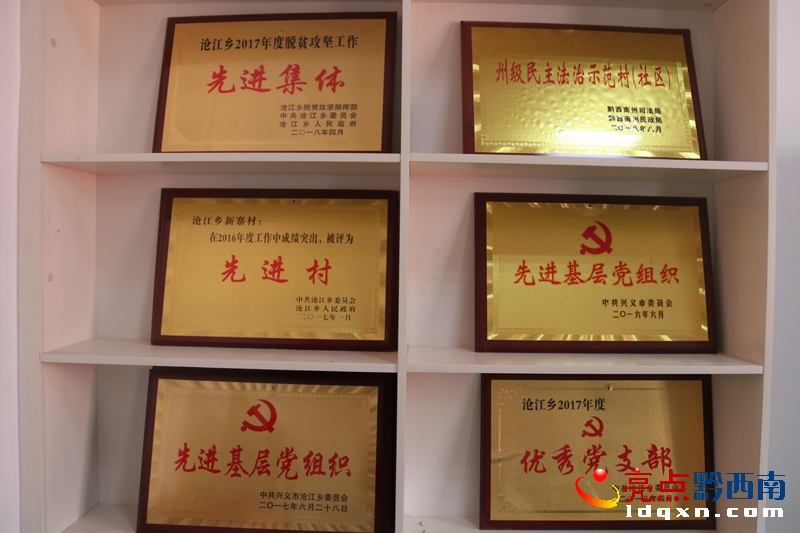 沧江乡2017年度脱贫攻坚工作
先进集体
沧江乡脱贫攻坚指挥部
中共沧江乡委员会
沧江乡人民政府
二〇一八年四月
州级民主法治示范村(社区)
黔西南州司法局
黔西南州民政局
二〇一八年八月
沧江乡新寨村：
在2016年度工作中成绩突出、被评为
先进村
中共沧江乡委员会
沧江乡人民政府
二〇一七年一月
先进基层党组织
中共兴义市委员会
二〇一六年六月
先进基层党组织
中共兴义市沧江乡委员会
二〇一七年六月二十八日
沧江乡2017年度
优秀党支部
亮点黔西南
ldqxn.com